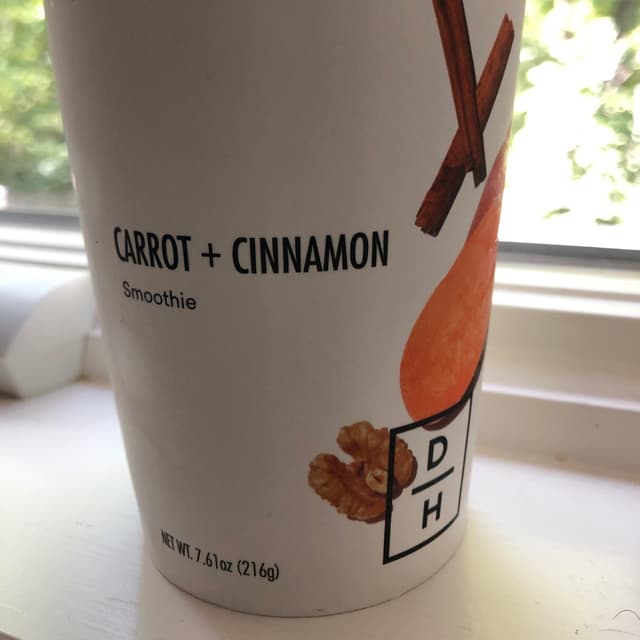 CARROT + CINNAMON
Smoothie
D
H
NET WT. 7.61oz (216g)